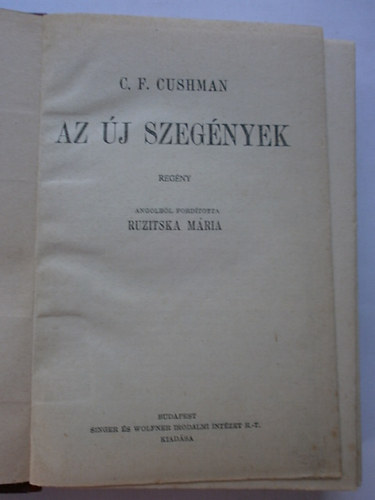 C. F. CUSHMAN
AZ ÚJ SZEGÉNYEK
REGÉNY
ANGOLBÓL FORDÍTOTTA
RUZITSKA MÁRIA
BUDAPEST
SINGER ÉS WOLFNER IRODALMI INTÉZET R.-T.
KIADÁSA